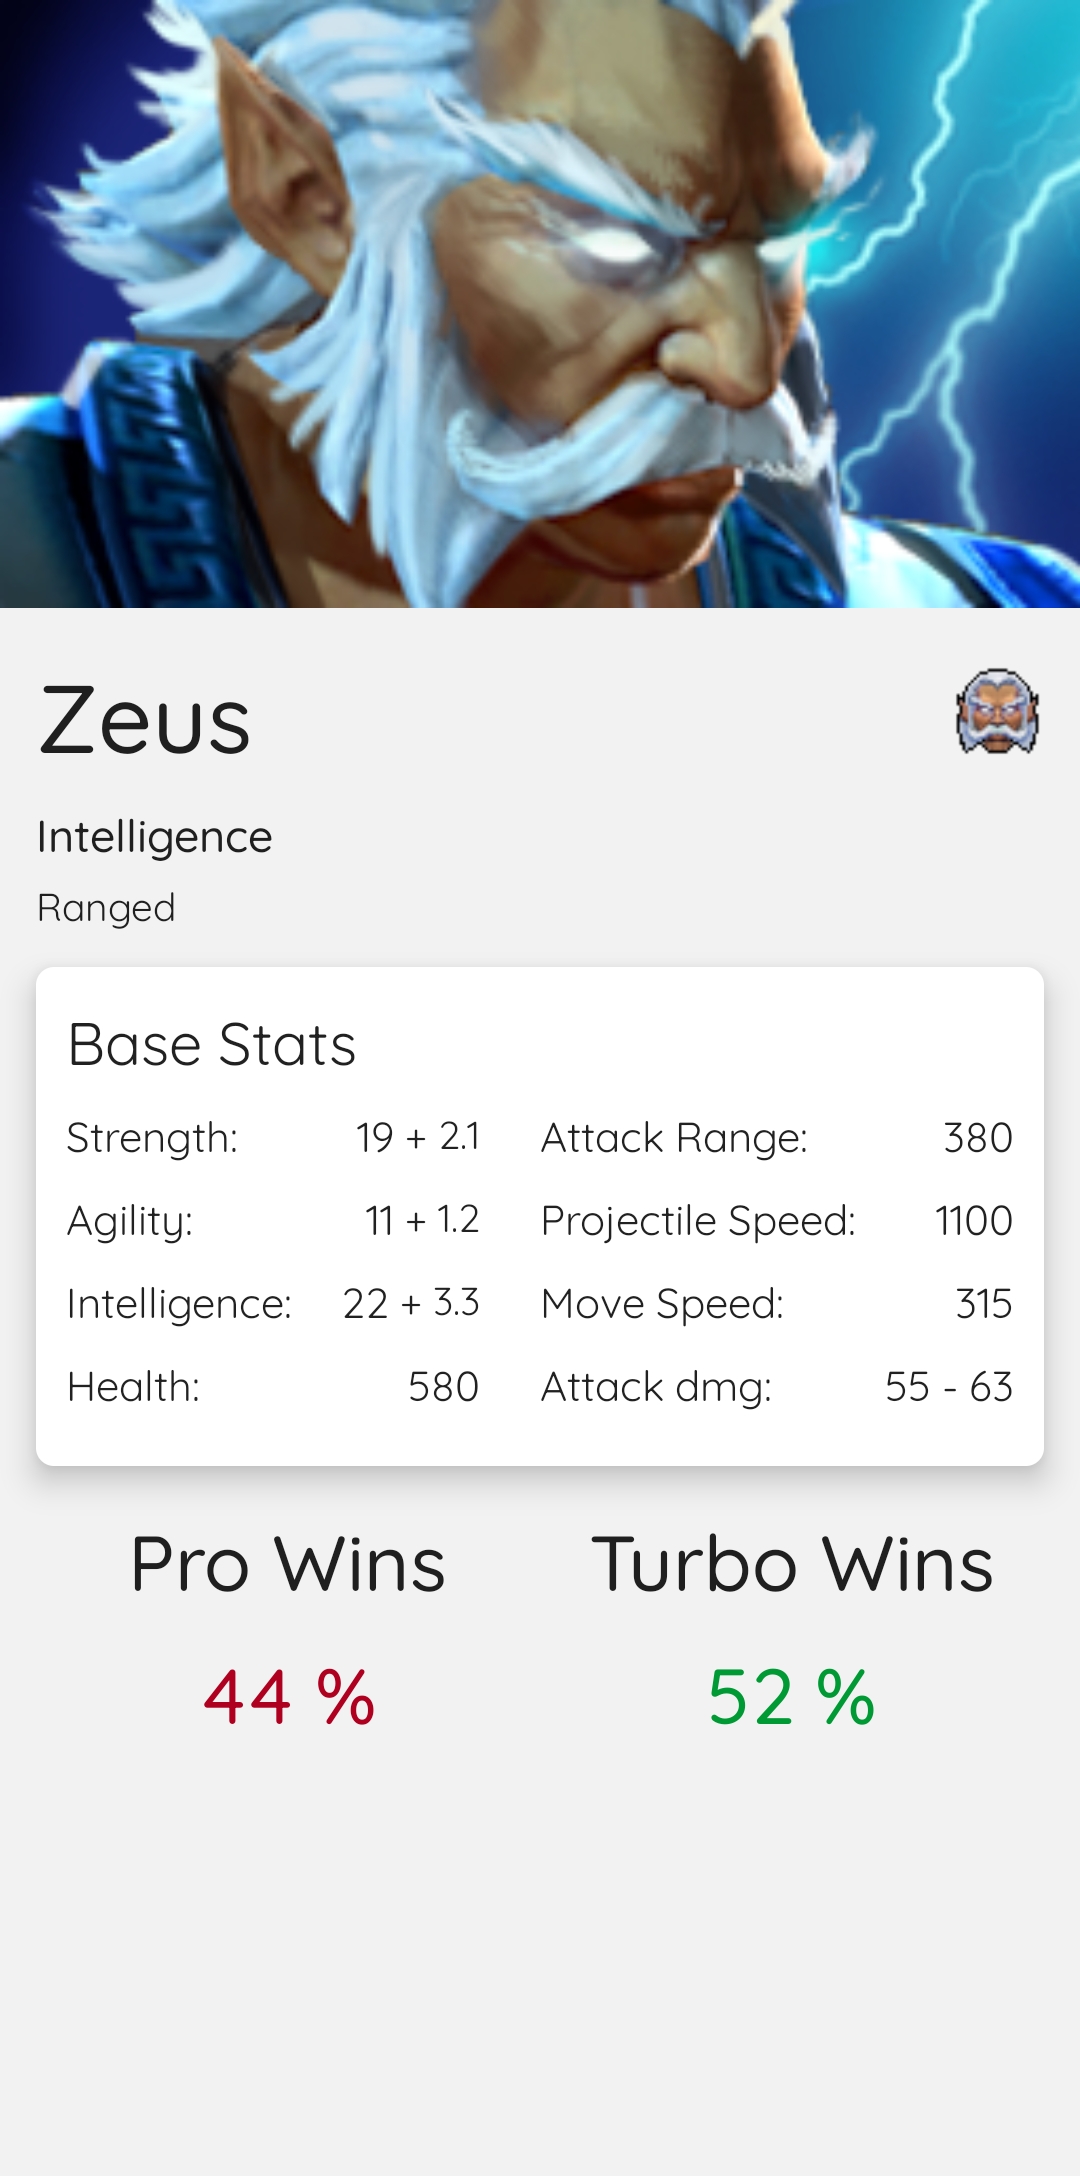 Zeus
Intelligence
Ranged
Base Stats
Strength: 19 + 2.1 Attack Range: 380
Agility: 11 + 1.2 Projectile Speed: 1100
Intelligence: 22 + 3.3 Move Speed: 315
Health: 580 Attack dmg: 55 - 63
Pro Wins Turbo Wins
44 % 52 %